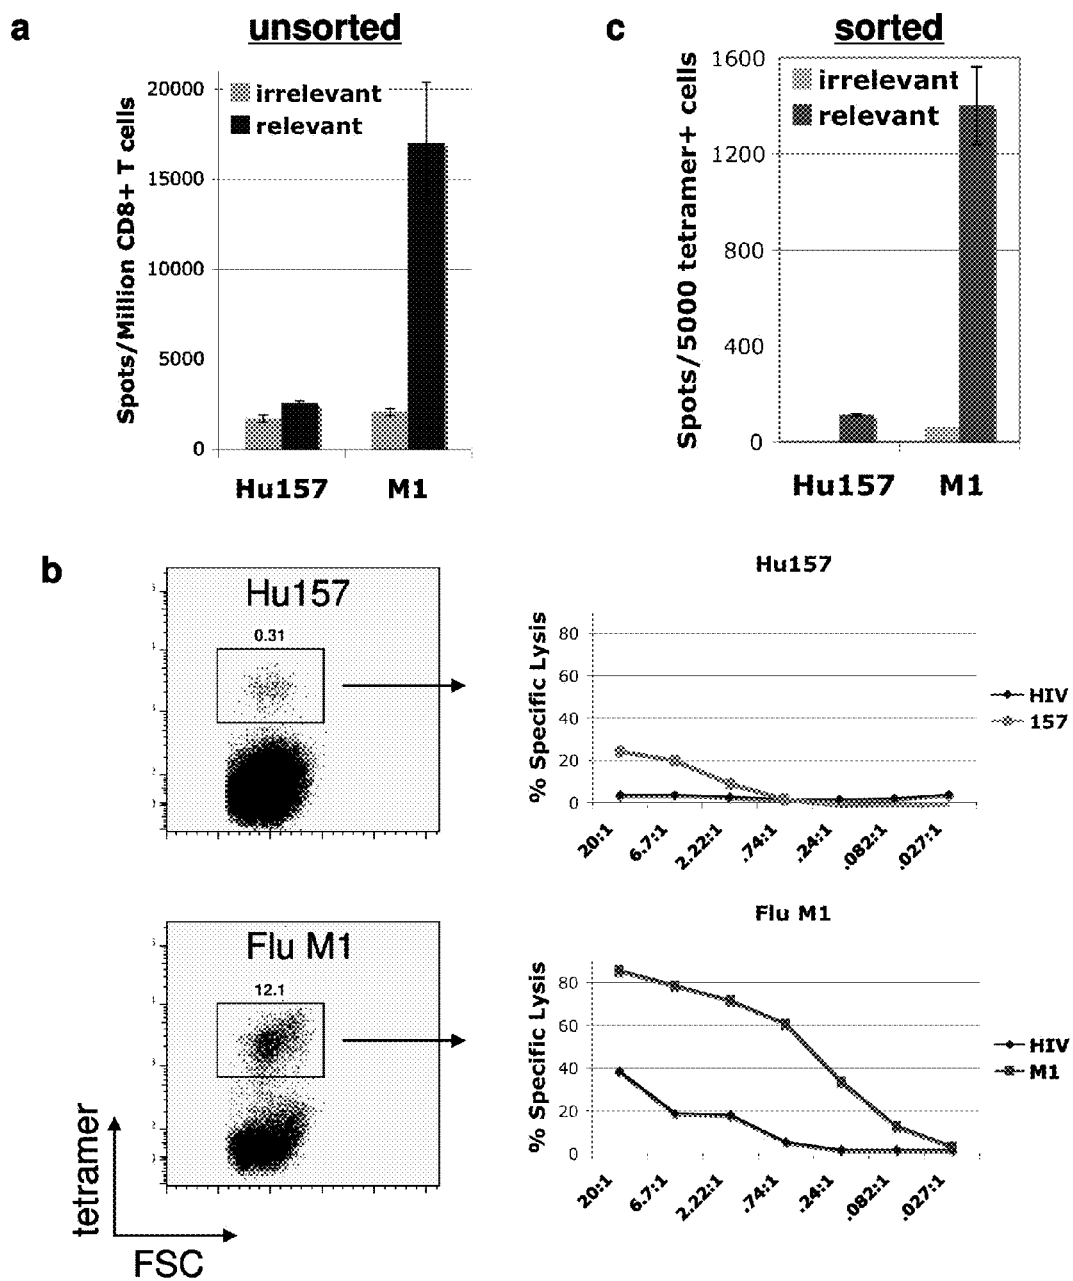 a
unsorted
20000
15000
10000
5000
0
Spots/Million CD8+ T cells
irrelevant
relevant
Hu157
M1
c
sorted
1600
1200
800
400
0
Spots/5000 tetramer+ cells
irrelevant
relevant
Hu157
M1
b
Hu157
0.31
Hu157
% Specific Lysis
80
60
40
20
0
20:1
6.7:1
2.22:1
.74:1
.24:1
.082:1
.027:1
HIV
157
Flu M1
12.1
tetramer
FSC
Flu M1
% Specific Lysis
80
60
40
20
0
20:1
6.7:1
2.22:1
.74:1
.24:1
.082:1
.027:1
HIV
M1